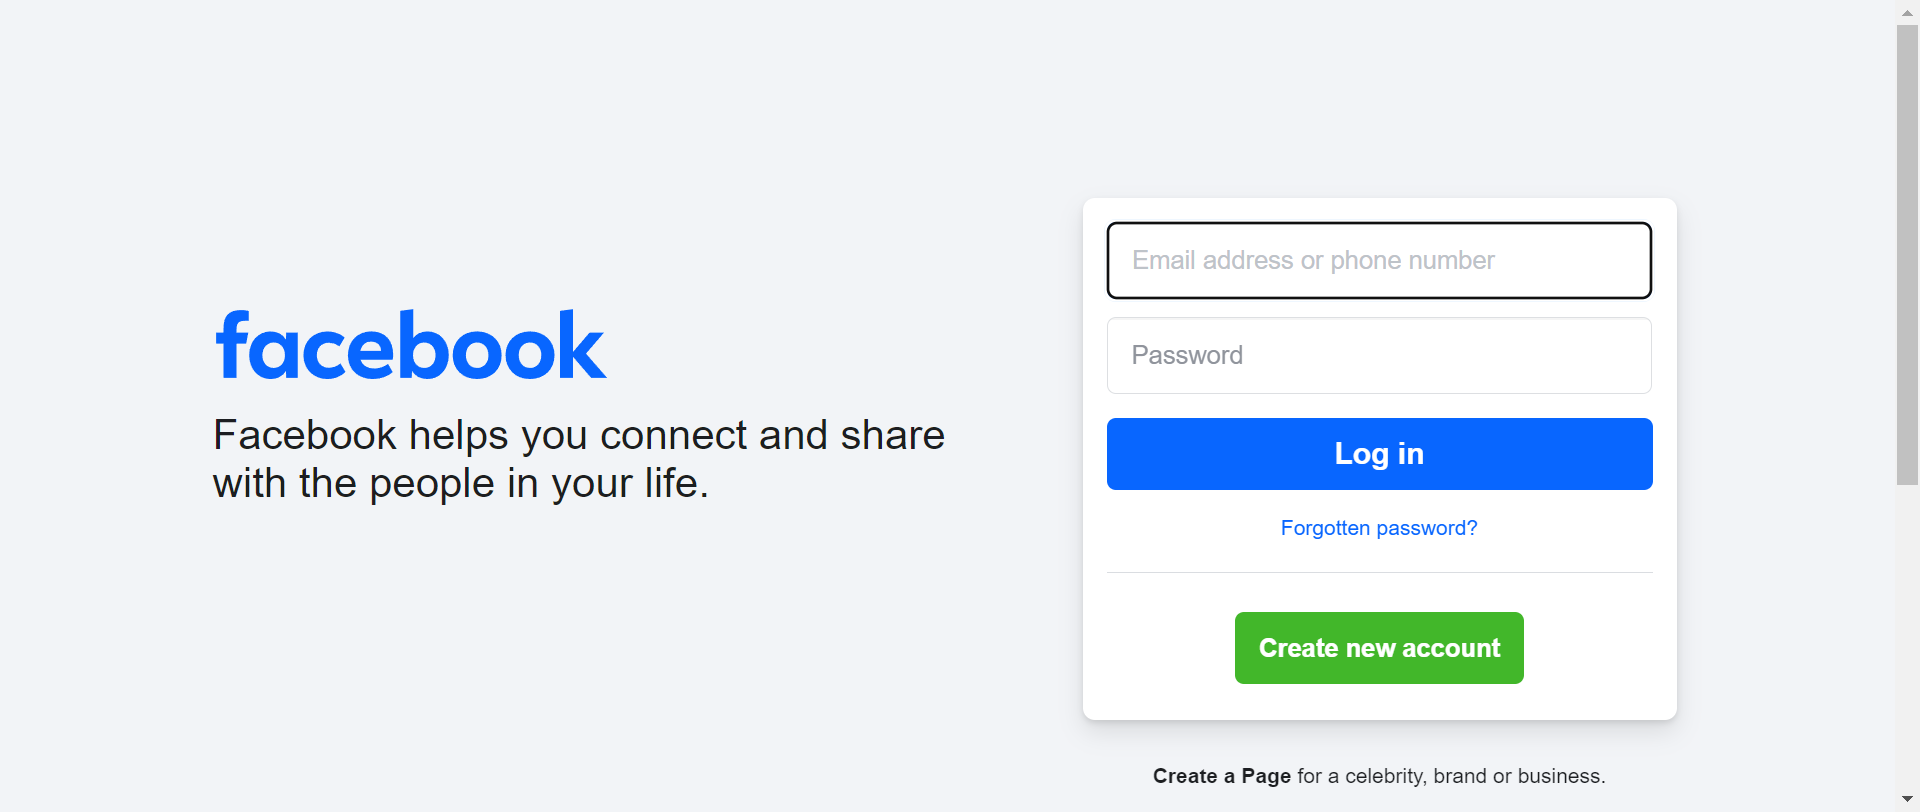 facebook
Facebook helps you connect and share
with the people in your life.
Email address or phone number
Password
Log in
Forgotten password?
Create new account
Create a Page for a celebrity, brand or business.